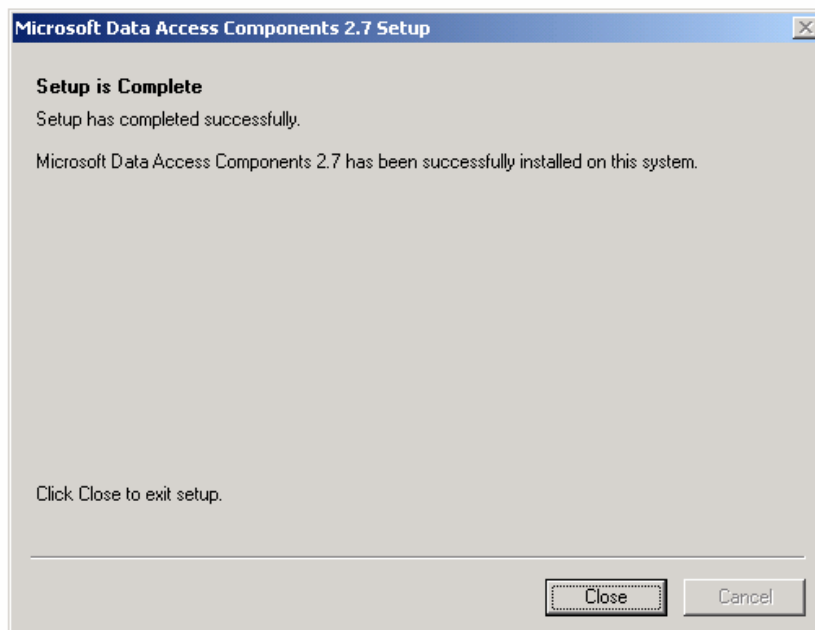 Microsoft Data Access Components 2.7 Setup
Setup is Complete
Setup has completed successfully.
Microsoft Data Access Components 2.7 has been successfully installed on this system.
Click Close to exit setup.
Close Cancel